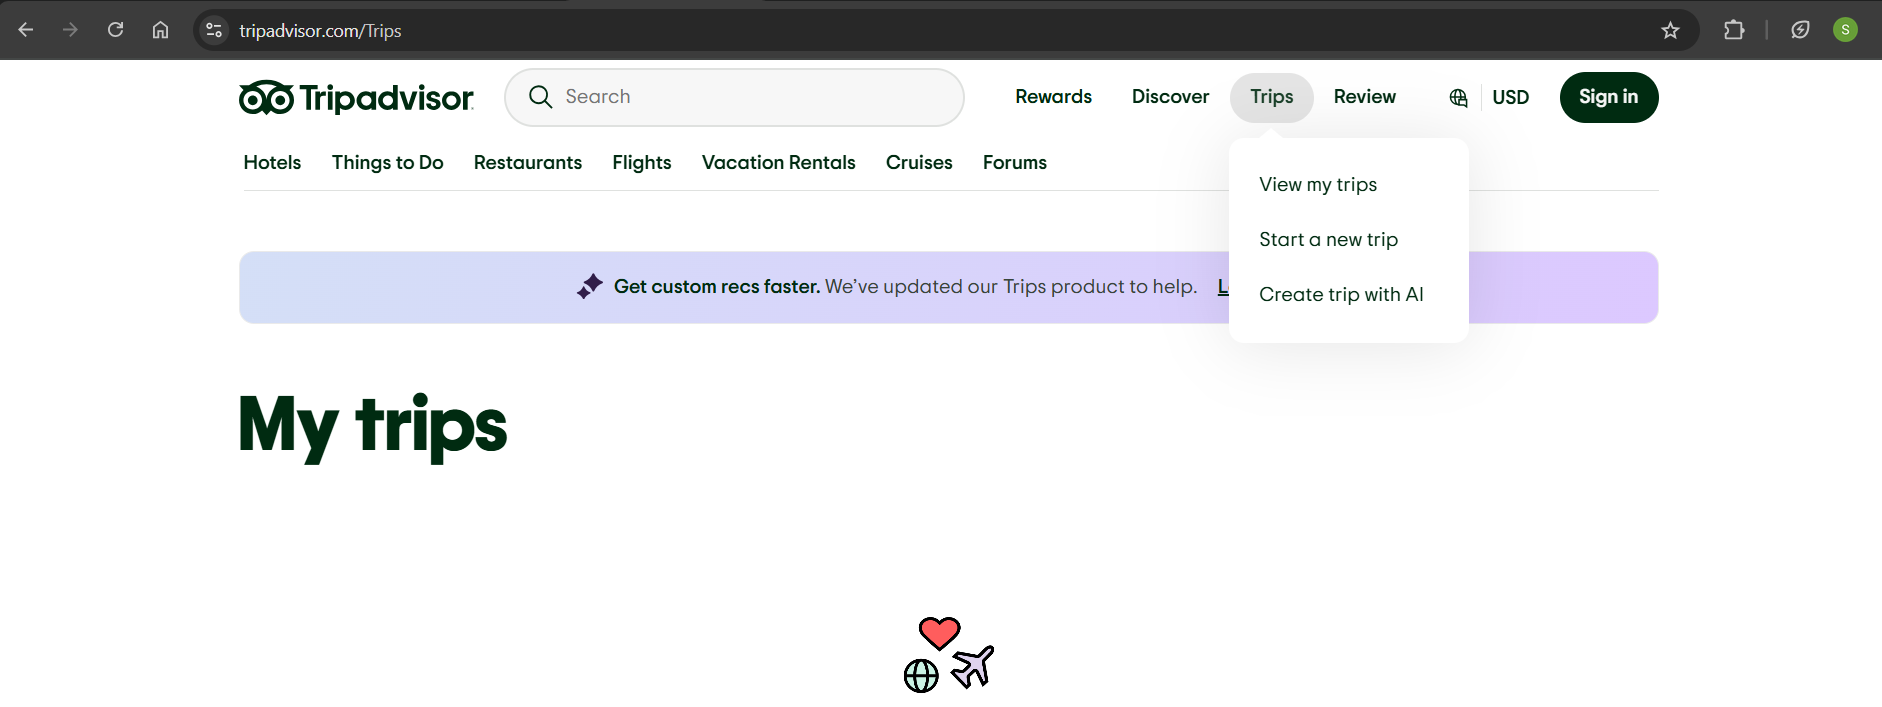 tripadvisor.com/Trips
S
Tripadvisor
Search
Rewards
Discover
Trips
Review
USD
Sign in
Hotels
Things to Do
Restaurants
Flights
Vacation Rentals
Cruises
Forums
View my trips
Start a new trip
Create trip with AI
Get custom recs faster. We’ve updated our Trips product to help.
My trips